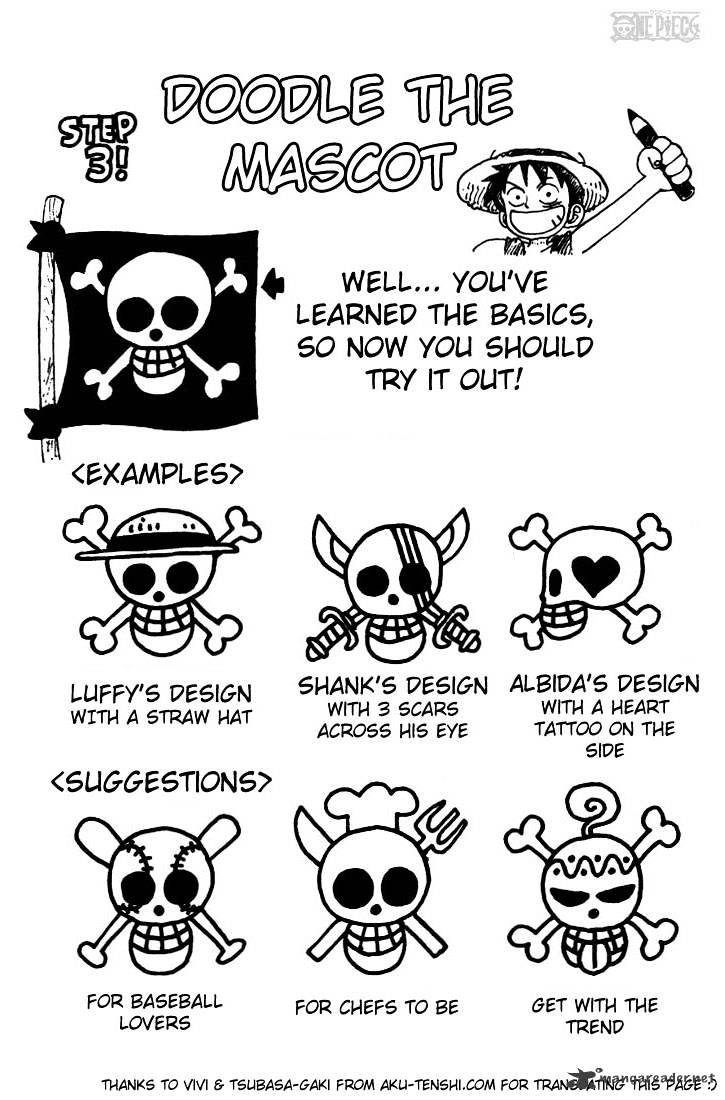 ONE PIECE
DOODLE THE
MASCOT
STEP
3!
WELL... YOU'VE
LEARNED THE BASICS,
SO NOW YOU SHOULD
TRY IT OUT!
<EXAMPLES>
LUFFY'S DESIGN
WITH A STRAW HAT
SHANK'S DESIGN
WITH 3 SCARS
ACROSS HIS EYE
ALBIDA'S DESIGN
WITH A HEART
TATTOO ON THE
SIDE
<SUGGESTIONS>
FOR BASEBALL
LOVERS
FOR CHEFS TO BE
GET WITH THE
TREND
THANKS TO VIVI & TSUBASA-GAKI FROM AKU-TENSHI.COM FOR TRANSLATING THIS PAGE :)
mangareader.net